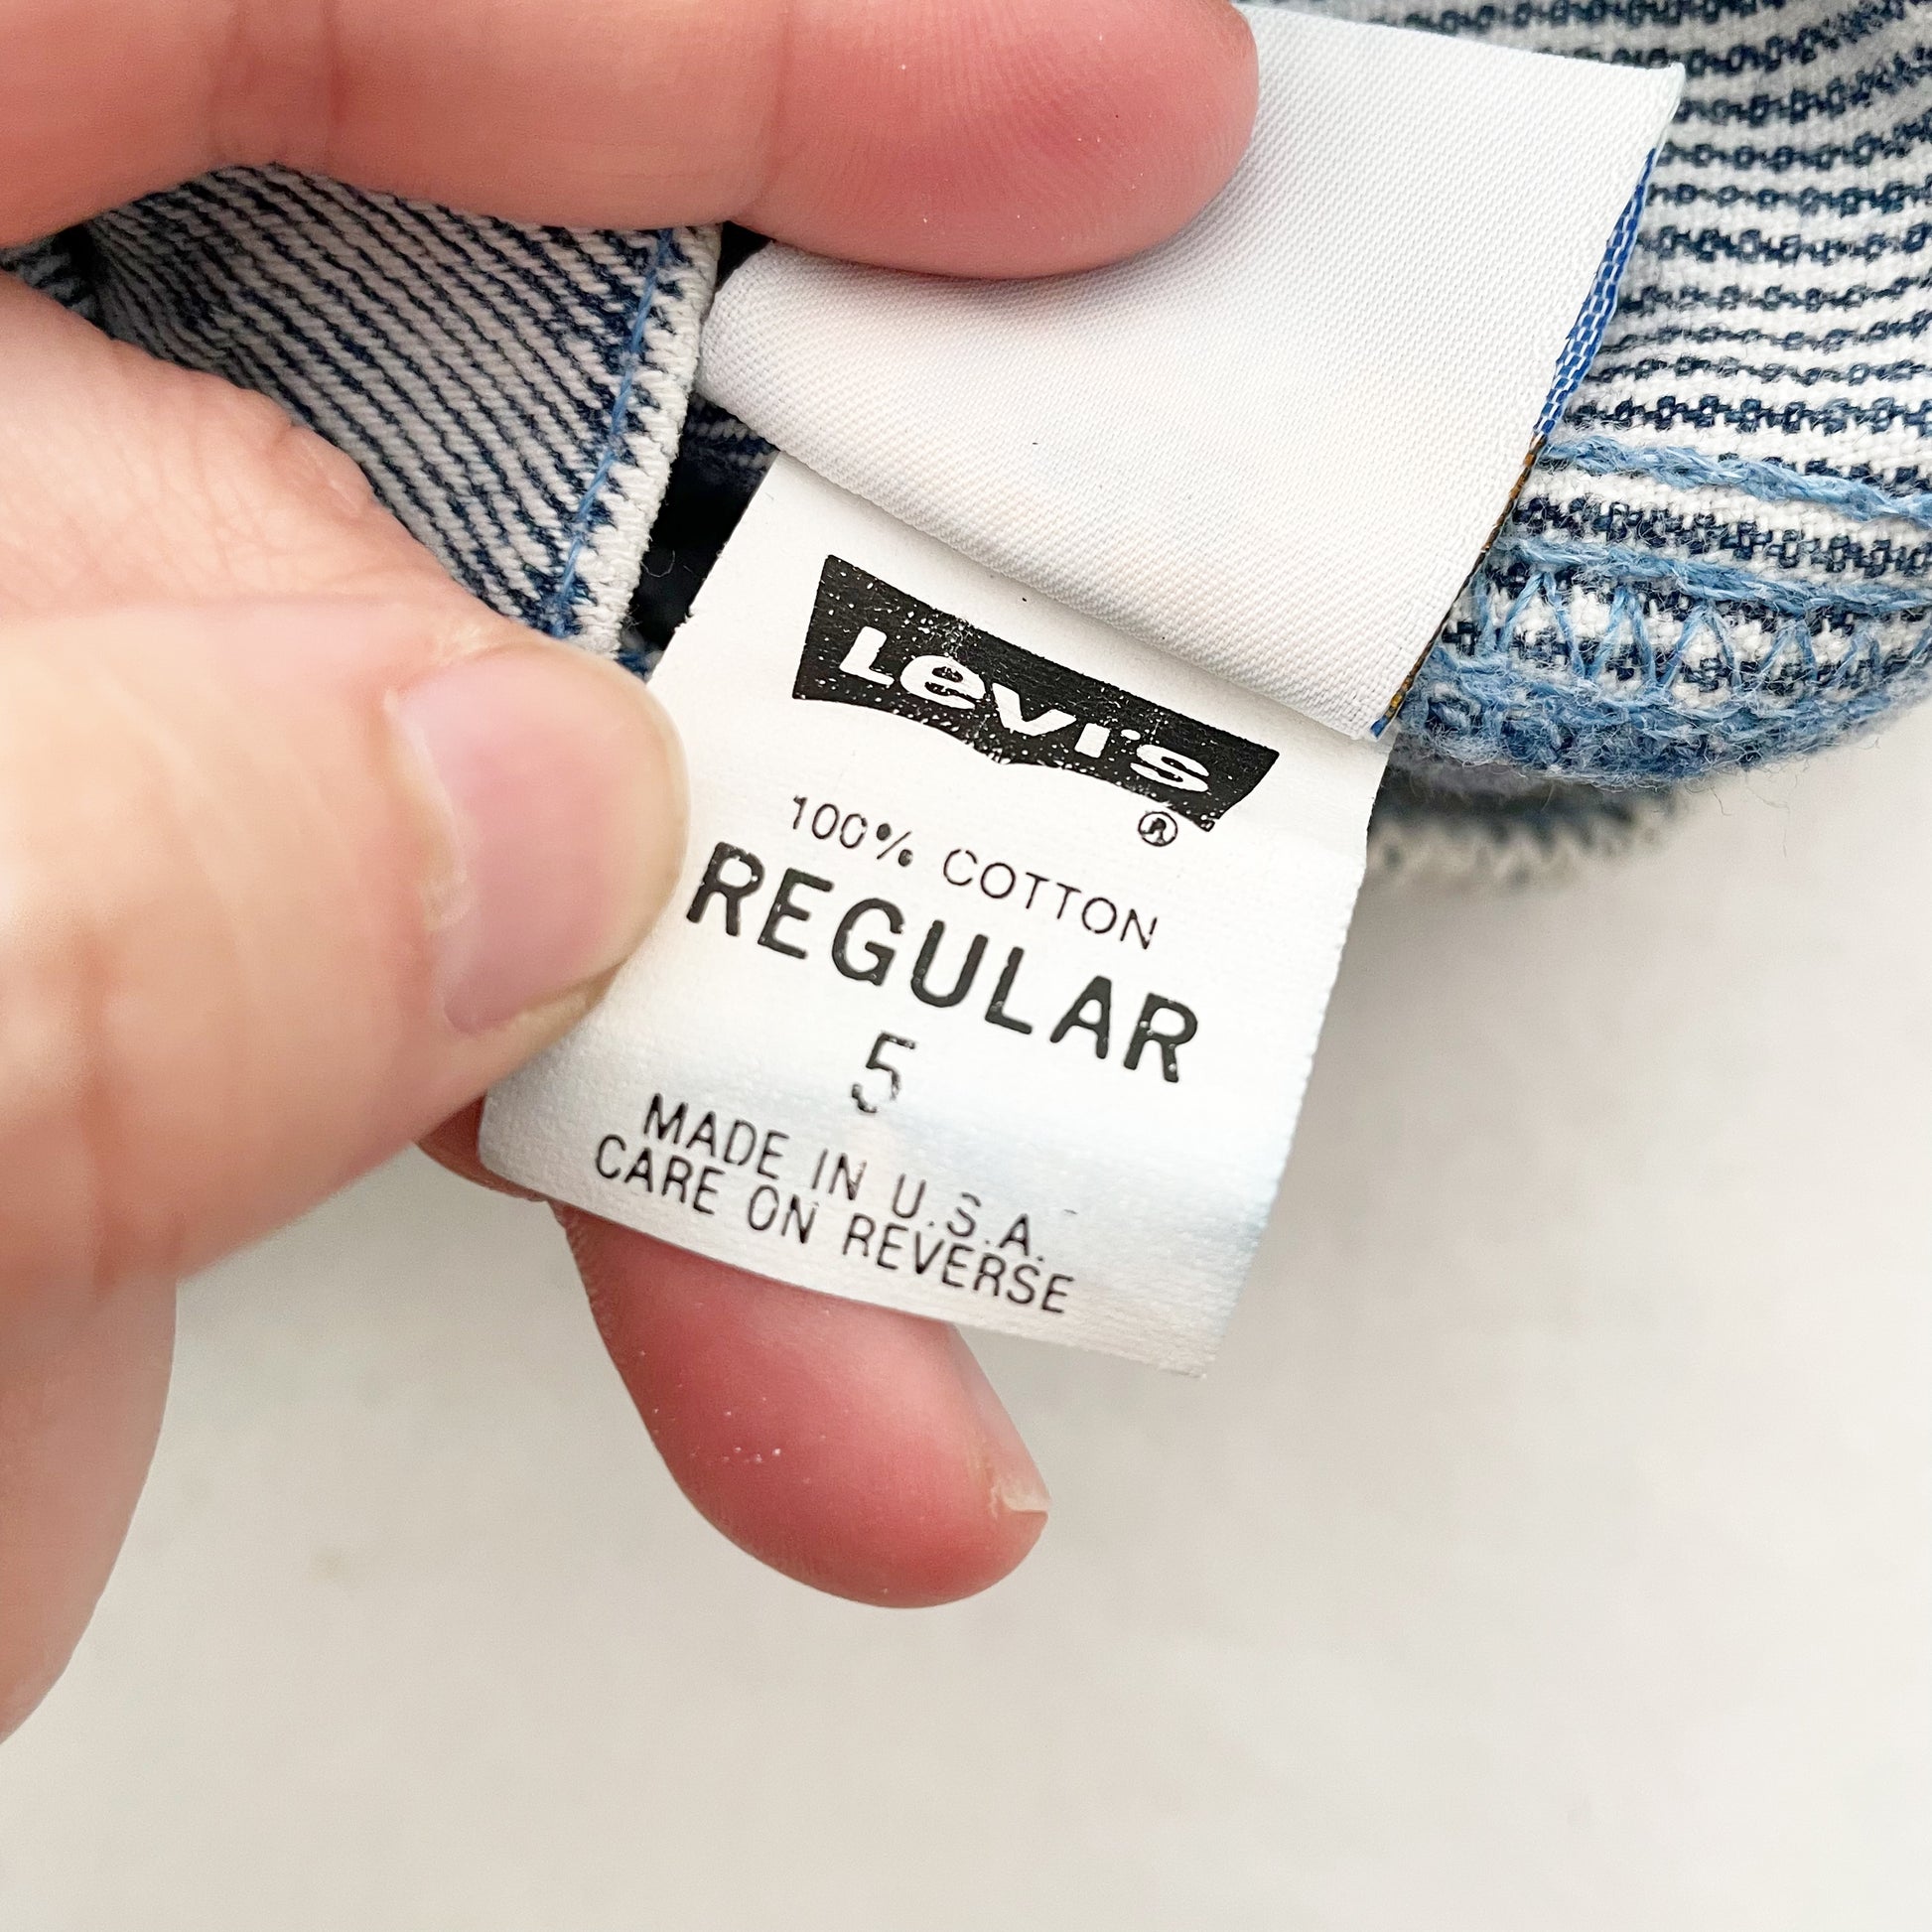 Levi's
®
100% COTTON
REGULAR
5
MADE IN U.S.A.
CARE ON REVERSE